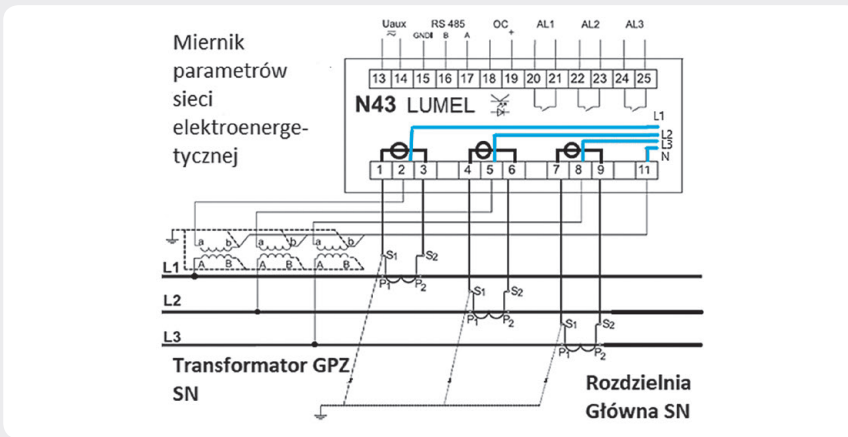 Miernik
parametrów
sieci
elektroenerge-
tycznej
Uaux RS 485 OC AL1 AL2 AL3
GND B A +
13 14 15 16 17 18 19 20 21 22 23 24 25
N43 LUMEL
L1
L2
L3
N
1 2 3 4 5 6 7 8 9 11
a b a b a b
A B A B A B
S1 S2
L1
P1 P2
S1 S2
L2
P1 P2
S1 S2
L3
P1 P2
Transformator GPZ
SN
Rozdzielnia
Główna SN